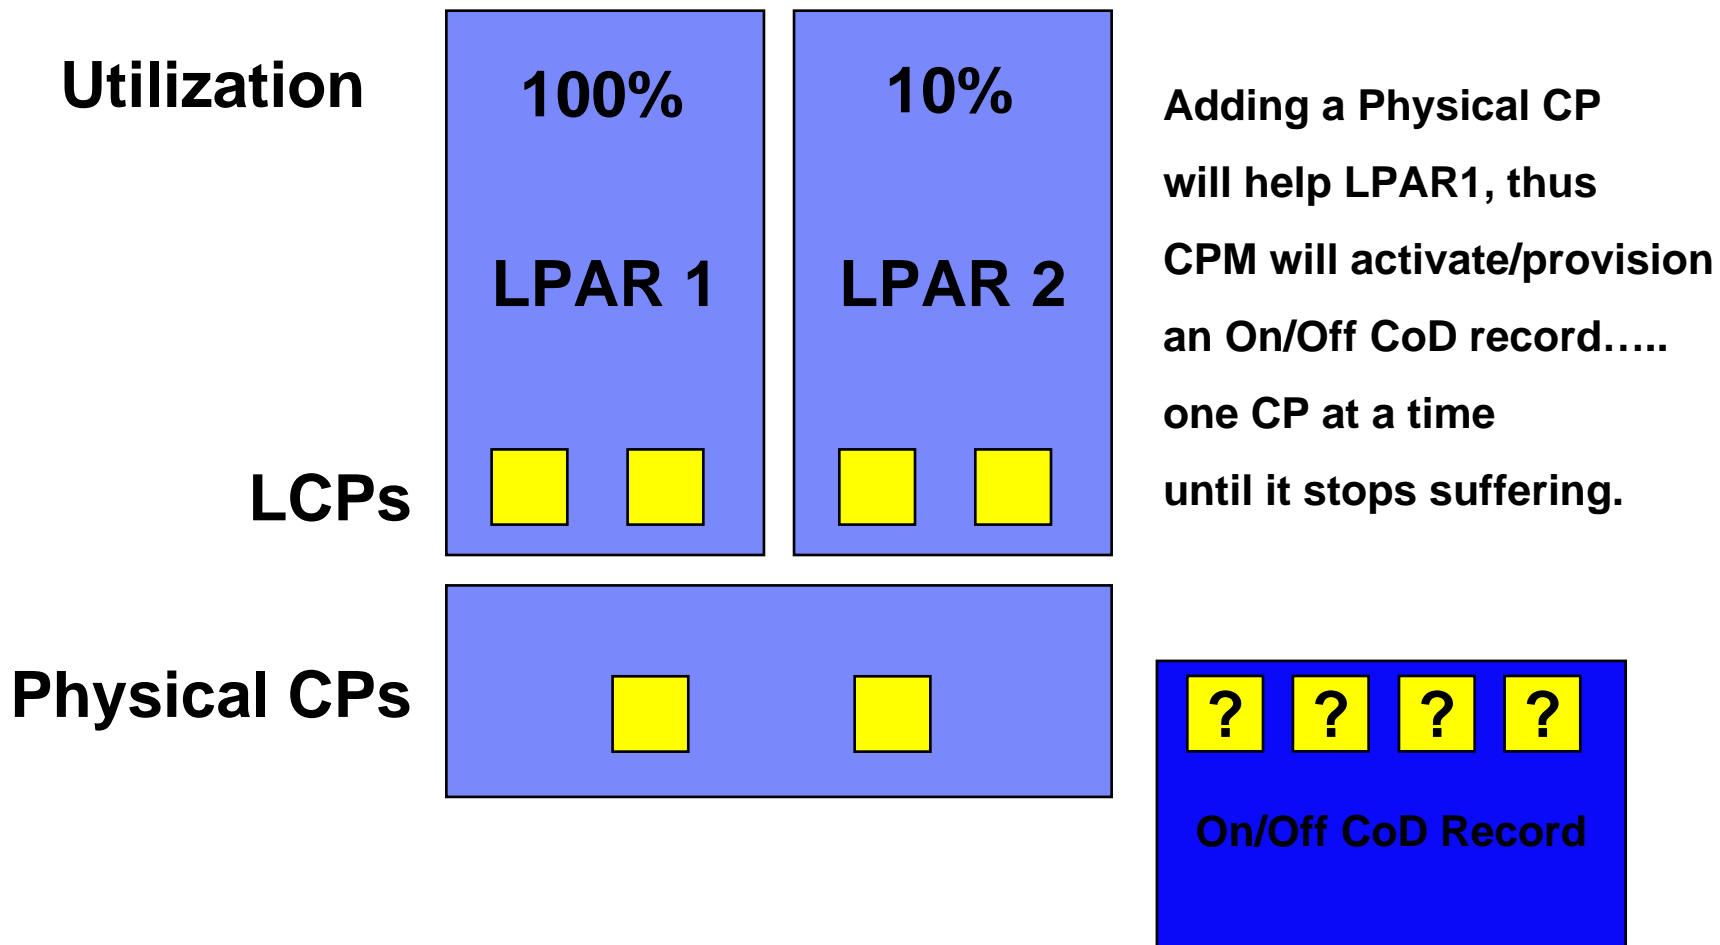 Utilization
100%
10%
LPAR 1
LPAR 2
LCPs
Physical CPs
Adding a Physical CP
will help LPAR1, thus
CPM will activate/provision
an On/Off CoD record…..
one CP at a time
until it stops suffering.
? ? ? ?
On/Off CoD Record